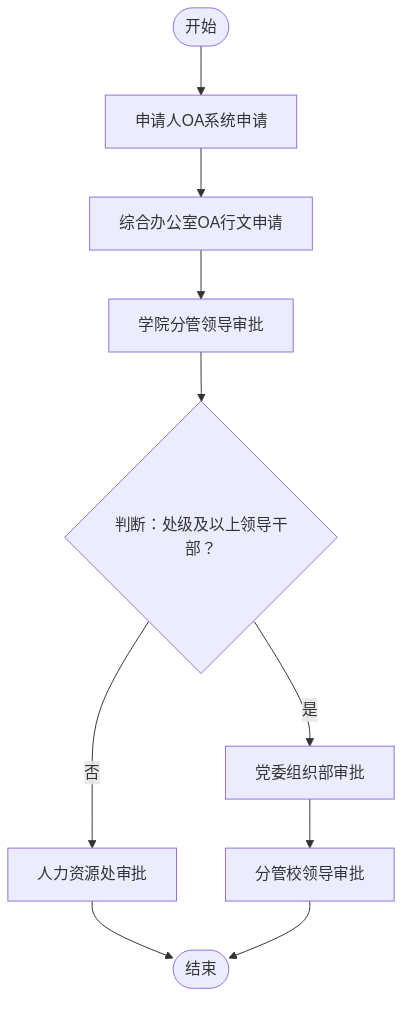 开始
申请人OA系统申请
综合办公室OA行文申请
学院分管领导审批
判断：处级及以上领导干
部？
是
否
党委组织部审批
人力资源处审批
分管校领导审批
结束